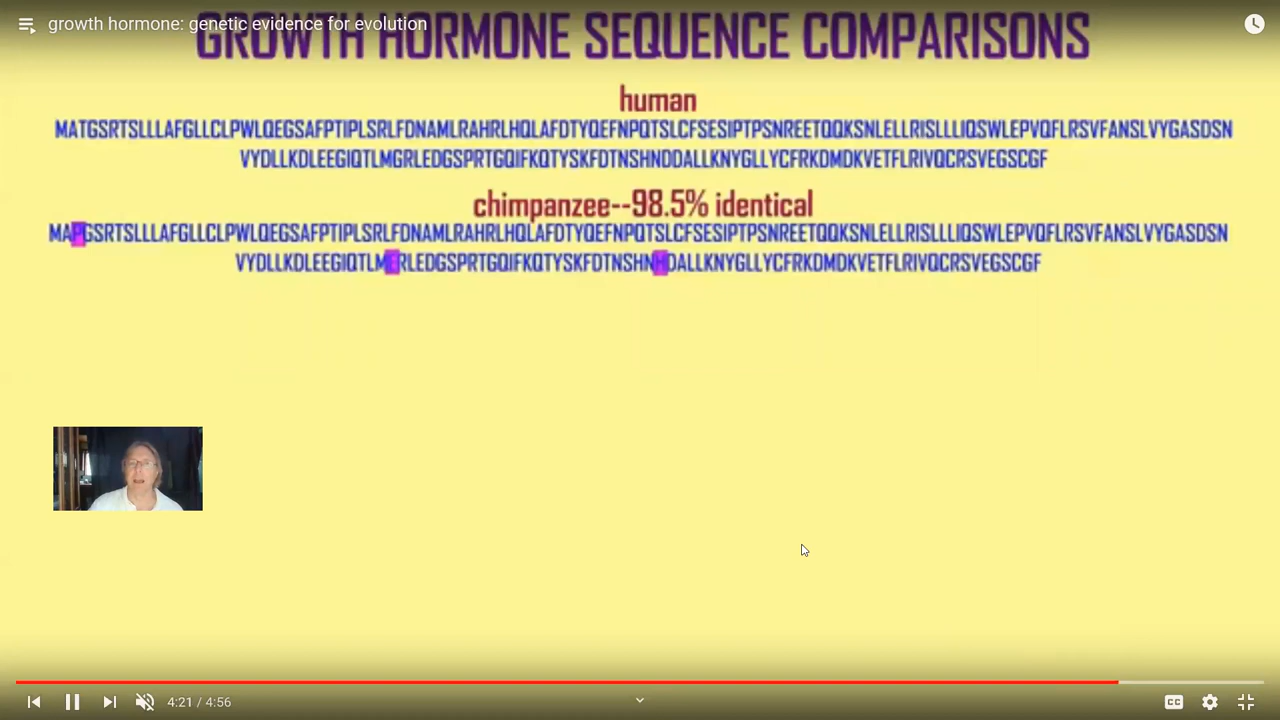 growth hormone: genetic evidence for evolution
GROWTH HORMONE SEQUENCE COMPARISONS
human
MATGSRTSLLLAFGLLCLPWLQEGSAFPTIPLSRLFDNAMLRAHRLHQLAFDTYQEFNPQTSLCFSESIPTPSNREETQQKSNLELLRISLLLIQSWLEPVQFLRSVFANSLVYGASDSN
VYDLLKDLEEGIQTLMGRLEDGSPRTGQIFKQTYSKFDTNSHNDDALLKNYGLLYCFRKDMDKVETFLRIVQCRSVEGSCGF
chimpanzee--98.5% identical
MAPGSRTSLLLAFGLLCLPWLQEGSAFPTIPLSRLFDNAMLRAHRLHQLAFDTYQEFNPQTSLCFSESIPTPSNREETQQKSNLELLRISLLLIQSWLEPVQFLRSVFANSLVYGASDSN
VYDLLKDLEEGIQTLMERLEDGSPRTGQIFKQTYSKFDTNSHNHDALLKNYGLLYCFRKDMDKVETFLRIVQCRSVEGSCGF
4:21 / 4:56
CC